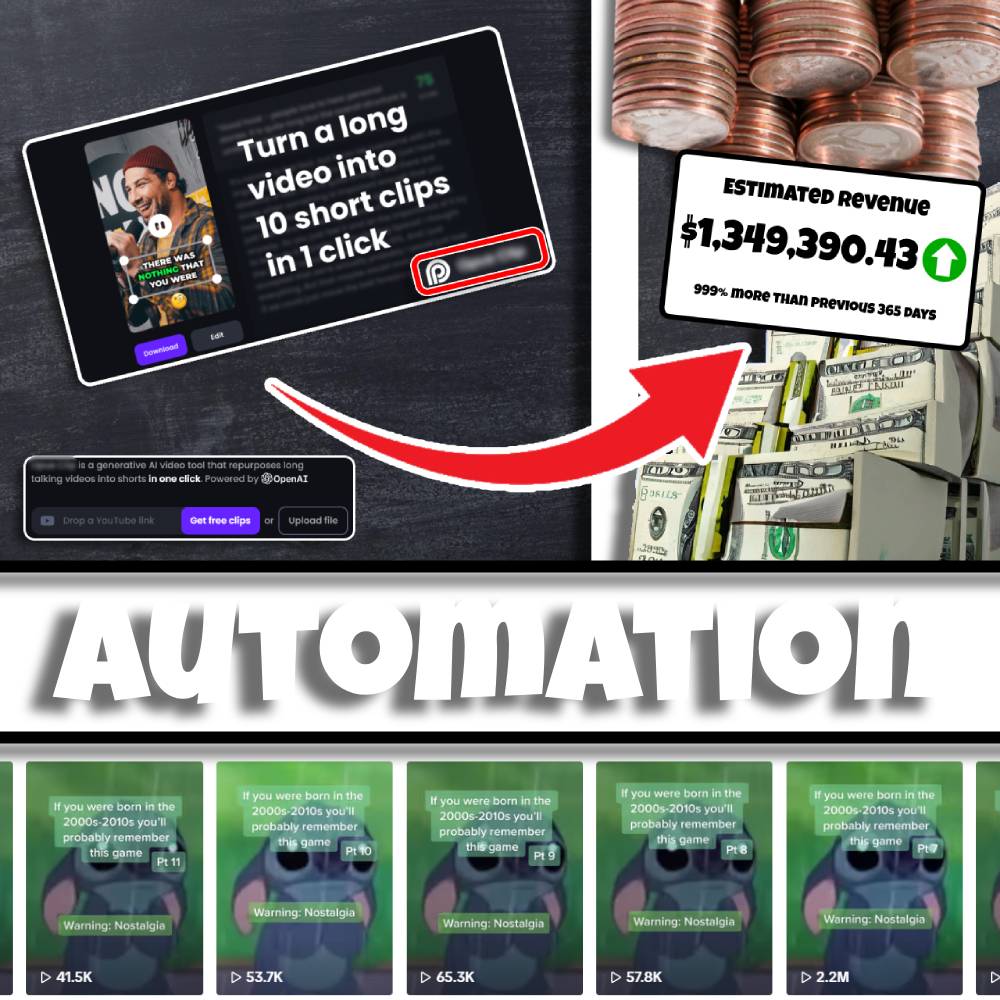 Turn a long
video into
10 short clips
in 1 click
THERE WAS
NOTHING THAT
YOU WERE
Download
Edit
Estimated Revenue
$1,349,390.43
999% more than previous 365 days
is a generative AI video tool that repurposes long
talking videos into shorts in one click. Powered by OpenAI
Drop a YouTube link
Get free clips
or
Upload file
AUTOMATION
If you were born in the
2000s-2010s you'll
probably remember
this game
Pt 11
Warning: Nostalgia
41.5K
If you were born in the
2000s-2010s you'll
probably remember
this game
Pt 10
Warning: Nostalgia
53.7K
If you were born in the
2000s-2010s you'll
probably remember
this game
Pt 9
Warning: Nostalgia
65.3K
If you were born in the
2000s-2010s you'll
probably remember
this game
Pt 8
Warning: Nostalgia
57.8K
If you were born in the
2000s-2010s you'll
probably remember
this game
Pt 7
Warning: Nostalgia
2.2M